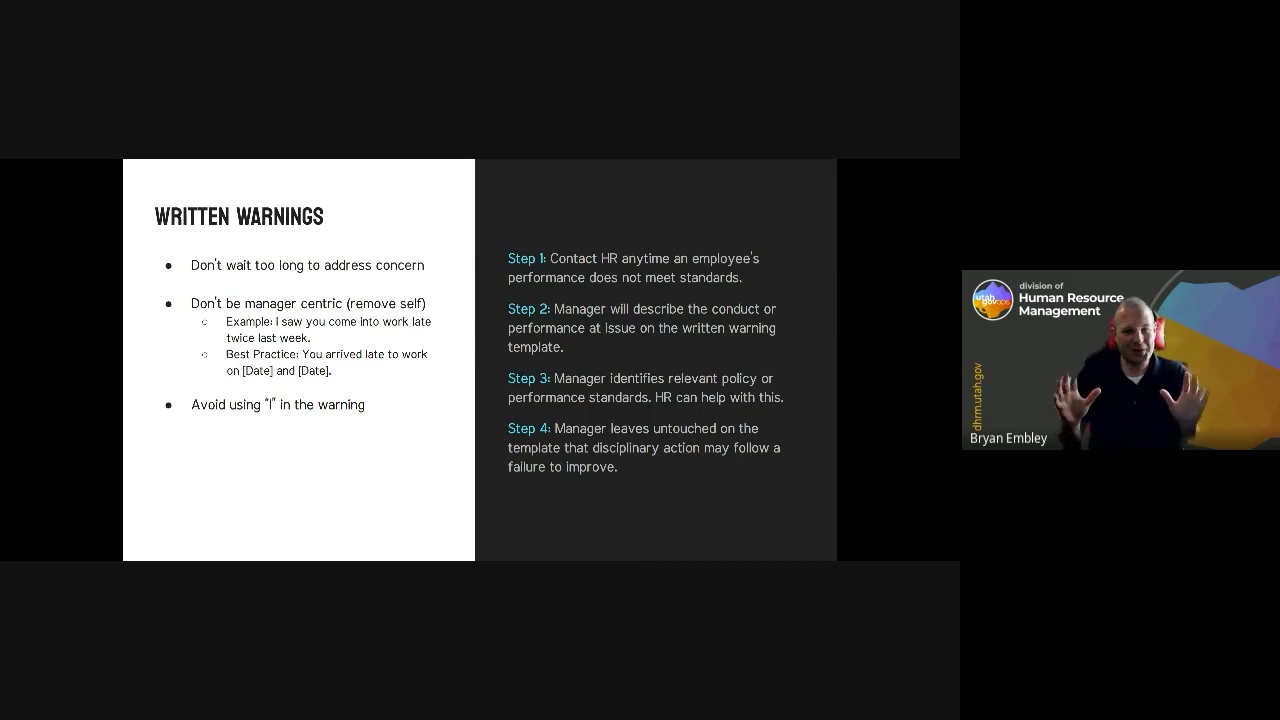 WRITTEN WARNINGS
● Don't wait too long to address concern
● Don't be manager centric (remove self)
○ Example: I saw you come into work late
twice last week.
○ Best Practice: You arrived late to work
on [Date] and [Date].
● Avoid using "I" in the warning
Step 1: Contact HR anytime an employee's
performance does not meet standards.
Step 2: Manager will describe the conduct or
performance at issue on the written warning
template.
Step 3: Manager identifies relevant policy or
performance standards. HR can help with this.
Step 4: Manager leaves untouched on the
template that disciplinary action may follow a
failure to improve.
utah
govops
division of
Human Resource
Management
dhrm.utah.gov
Bryan Embley